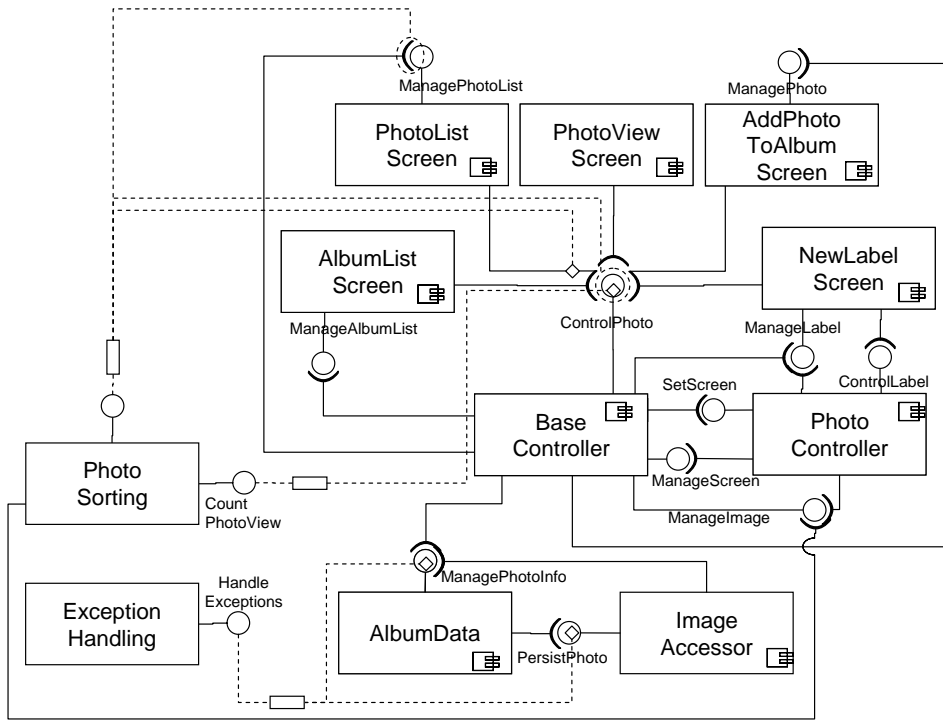 ManagePhotoList
ManagePhoto
PhotoList
Screen
PhotoView
Screen
AddPhoto
ToAlbum
Screen
AlbumList
Screen
NewLabel
Screen
ManageAlbumList
ControlPhoto
ManageLabel
SetScreen
ControlLabel
Base
Controller
Photo
Controller
Photo
Sorting
Count
PhotoView
ManageScreen
ManageImage
Handle
Exceptions
ManagePhotoInfo
Exception
Handling
AlbumData
Image
Accessor
PersistPhoto